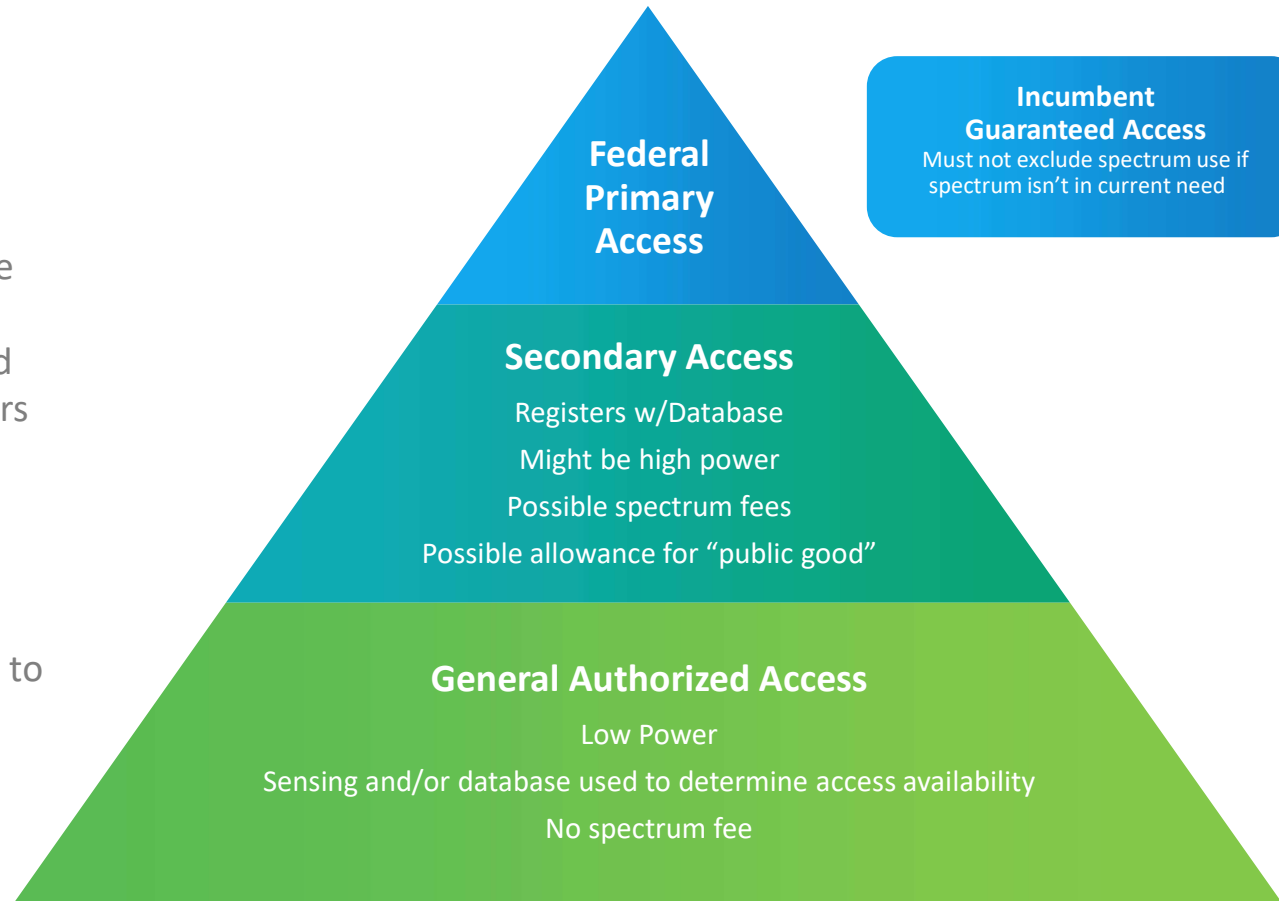 Federal
Primary
Access
Incumbent
Guaranteed Access
Must not exclude spectrum use if
spectrum isn't in current need
e
d
rs
to
Secondary Access
Registers w/Database
Might be high power
Possible spectrum fees
Possible allowance for “public good”
General Authorized Access
Low Power
Sensing and/or database used to determine access availability
No spectrum fee